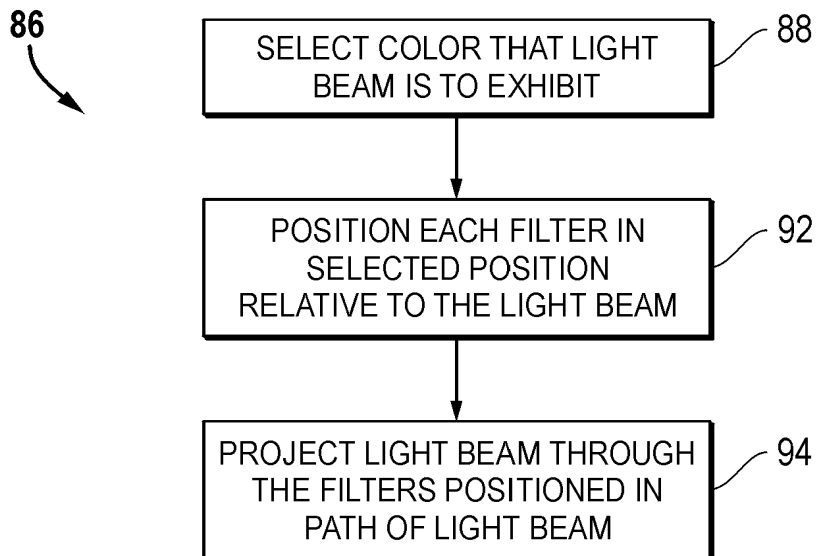 86
SELECT COLOR THAT LIGHT
BEAM IS TO EXHIBIT
88
POSITION EACH FILTER IN
SELECTED POSITION
RELATIVE TO THE LIGHT BEAM
92
PROJECT LIGHT BEAM THROUGH
THE FILTERS POSITIONED IN
PATH OF LIGHT BEAM
94